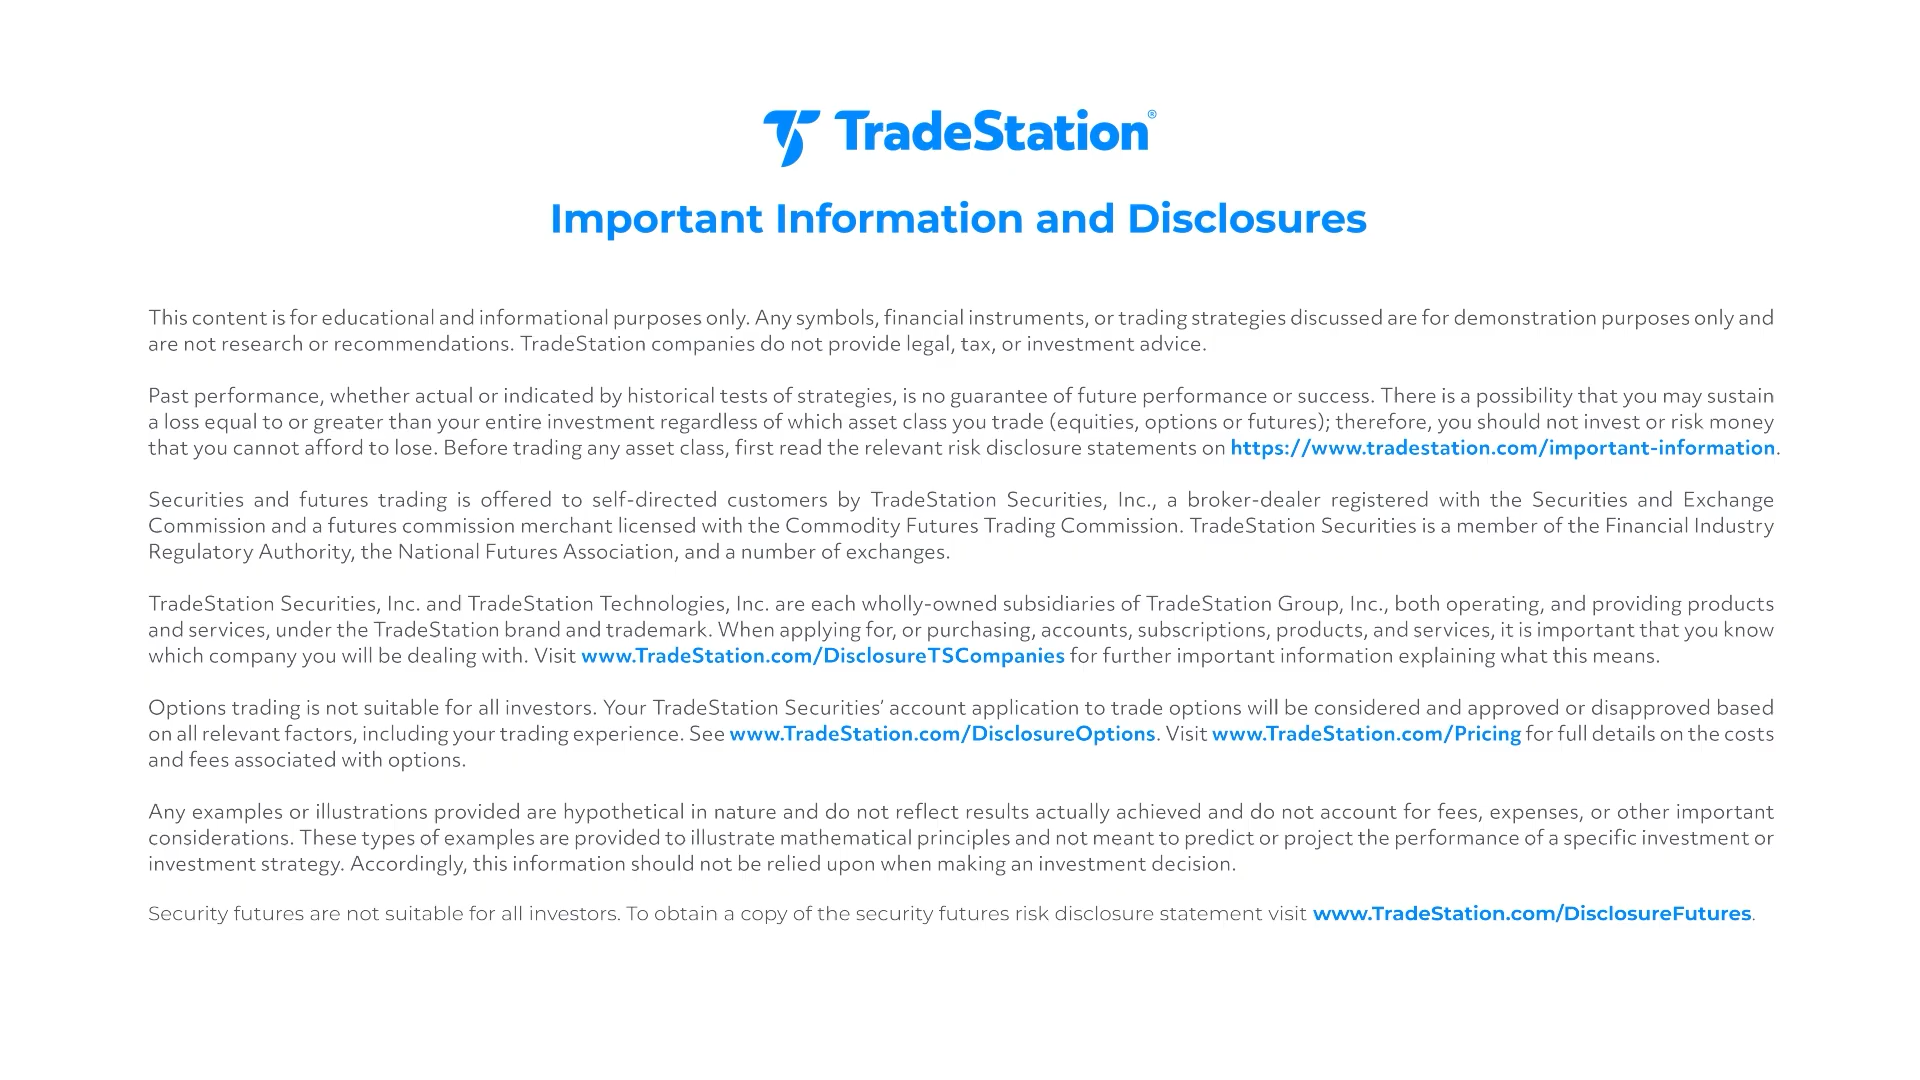 TradeStation®
Important Information and Disclosures
This content is for educational and informational purposes only. Any symbols, financial instruments, or trading strategies discussed are for demonstration purposes only and
are not research or recommendations. TradeStation companies do not provide legal, tax, or investment advice.
Past performance, whether actual or indicated by historical tests of strategies, is no guarantee of future performance or success. There is a possibility that you may sustain
a loss equal to or greater than your entire investment regardless of which asset class you trade (equities, options or futures); therefore, you should not invest or risk money
that you cannot afford to lose. Before trading any asset class, first read the relevant risk disclosure statements on https://www.tradestation.com/important-information.
Securities and futures trading is offered to self-directed customers by TradeStation Securities, Inc., a broker-dealer registered with the Securities and Exchange
Commission and a futures commission merchant licensed with the Commodity Futures Trading Commission. TradeStation Securities is a member of the Financial Industry
Regulatory Authority, the National Futures Association, and a number of exchanges.
TradeStation Securities, Inc. and TradeStation Technologies, Inc. are each wholly-owned subsidiaries of TradeStation Group, Inc., both operating, and providing products
and services, under the TradeStation brand and trademark. When applying for, or purchasing, accounts, subscriptions, products, and services, it is important that you know
which company you will be dealing with. Visit www.TradeStation.com/DisclosureTSCompanies for further important information explaining what this means.
Options trading is not suitable for all investors. Your TradeStation Securities’ account application to trade options will be considered and approved or disapproved based
on all relevant factors, including your trading experience. See www.TradeStation.com/DisclosureOptions. Visit www.TradeStation.com/Pricing for full details on the costs
and fees associated with options.
Any examples or illustrations provided are hypothetical in nature and do not reflect results actually achieved and do not account for fees, expenses, or other important
considerations. These types of examples are provided to illustrate mathematical principles and not meant to predict or project the performance of a specific investment or
investment strategy. Accordingly, this information should not be relied upon when making an investment decision.
Security futures are not suitable for all investors. To obtain a copy of the security futures risk disclosure statement visit www.TradeStation.com/DisclosureFutures.